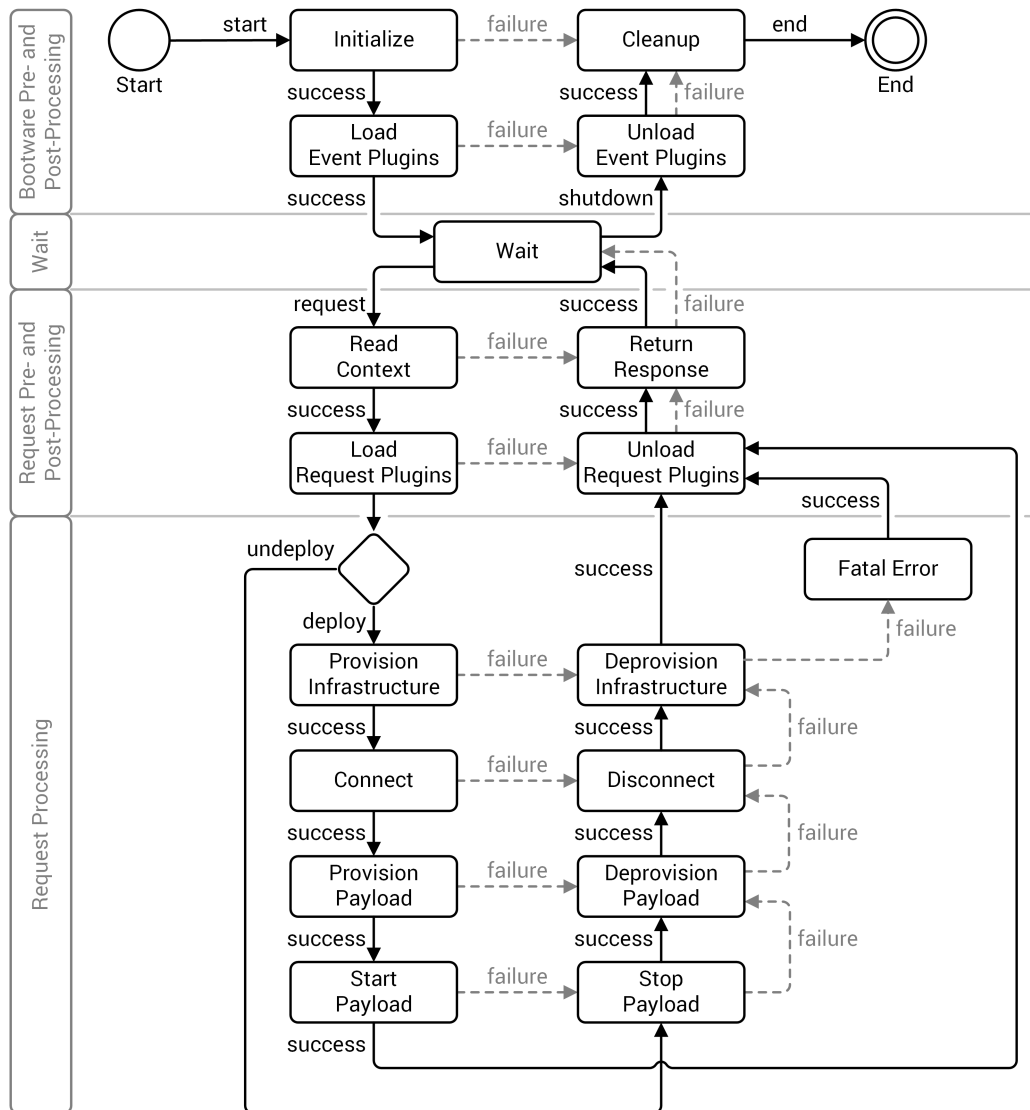 Bootware Pre- and
Post-Processing
start
Initialize
failure
Cleanup
end
Start
End
success
success
failure
Load
Event Plugins
failure
Unload
Event Plugins
success
shutdown
Wait
Wait
request
success
failure
Request Pre- and
Post-Processing
Read
Context
failure
Return
Response
success
success
failure
Load
Request Plugins
failure
Unload
Request Plugins
success
Request Processing
undeploy
success
Fatal Error
deploy
failure
Provision
Infrastructure
failure
Deprovision
Infrastructure
success
success
failure
Connect
failure
Disconnect
success
success
failure
Provision
Payload
failure
Deprovision
Payload
success
success
failure
Start
Payload
failure
Stop
Payload
success